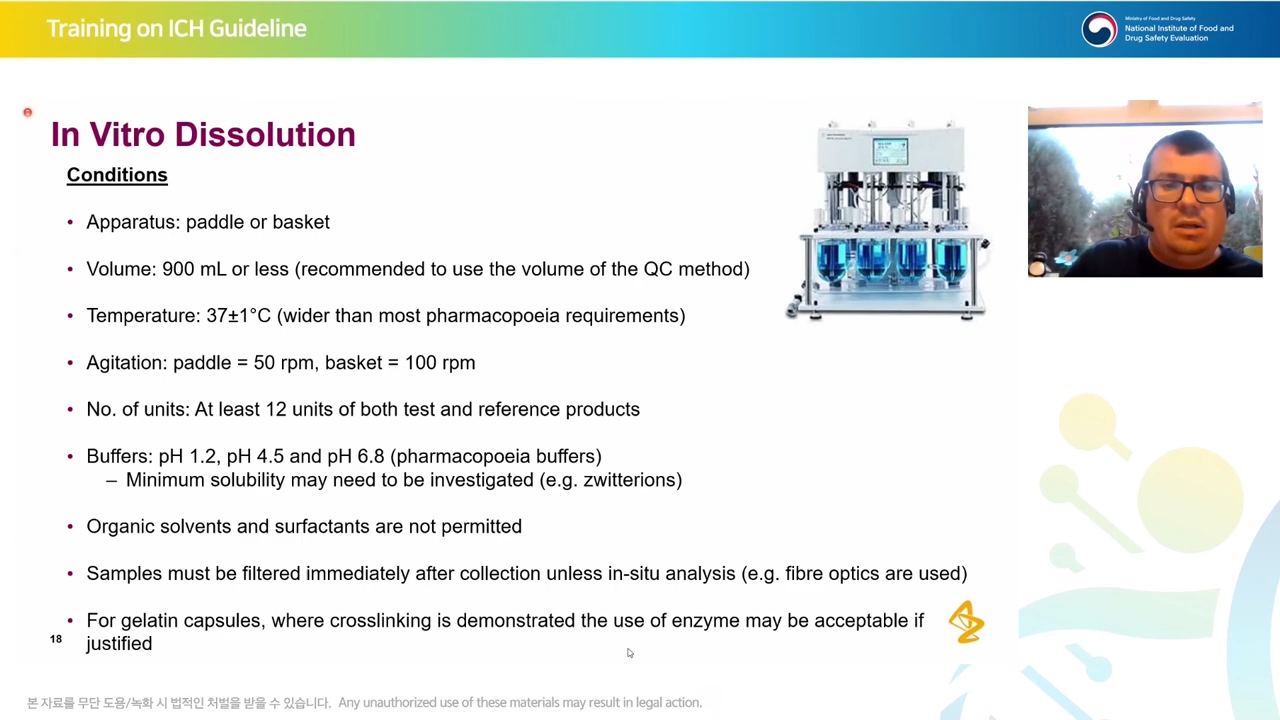 Training on ICH Guideline
Ministry of Food and Drug Safety
National Institute of Food and
Drug Safety Evaluation
In Vitro Dissolution
Conditions
• Apparatus: paddle or basket
• Volume: 900 mL or less (recommended to use the volume of the QC method)
• Temperature: 37±1°C (wider than most pharmacopoeia requirements)
• Agitation: paddle = 50 rpm, basket = 100 rpm
• No. of units: At least 12 units of both test and reference products
• Buffers: pH 1.2, pH 4.5 and pH 6.8 (pharmacopoeia buffers)
– Minimum solubility may need to be investigated (e.g. zwitterions)
• Organic solvents and surfactants are not permitted
• Samples must be filtered immediately after collection unless in-situ analysis (e.g. fibre optics are used)
• For gelatin capsules, where crosslinking is demonstrated the use of enzyme may be acceptable if
justified
18
본 자료를 무단 도용/녹화 시 법적인 처벌을 받을 수 있습니다. Any unauthorized use of these materials may result in legal action.